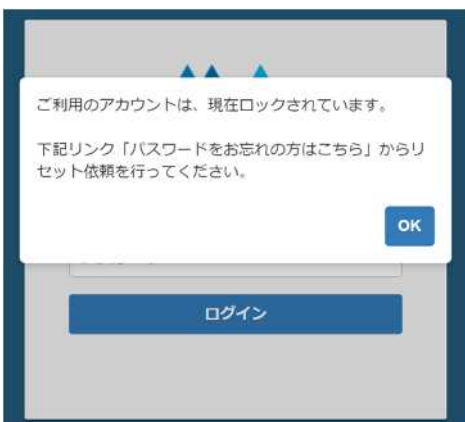 ご利用のアカウントは、現在ロックされています。
下記リンク「パスワードをお忘れの方はこちら」からリ
セット依頼を行ってください。
OK
ログイン